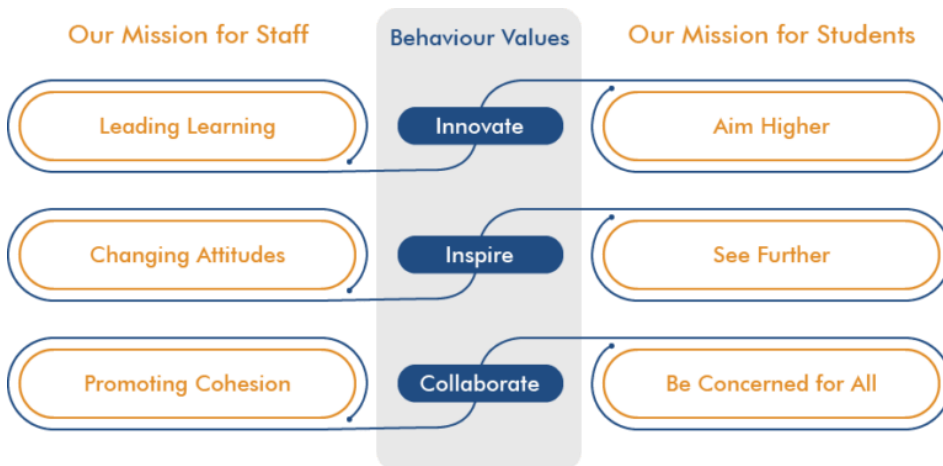 Our Mission for Staff
Behaviour Values
Our Mission for Students
Leading Learning
Innovate
Aim Higher
Changing Attitudes
Inspire
See Further
Promoting Cohesion
Collaborate
Be Concerned for All